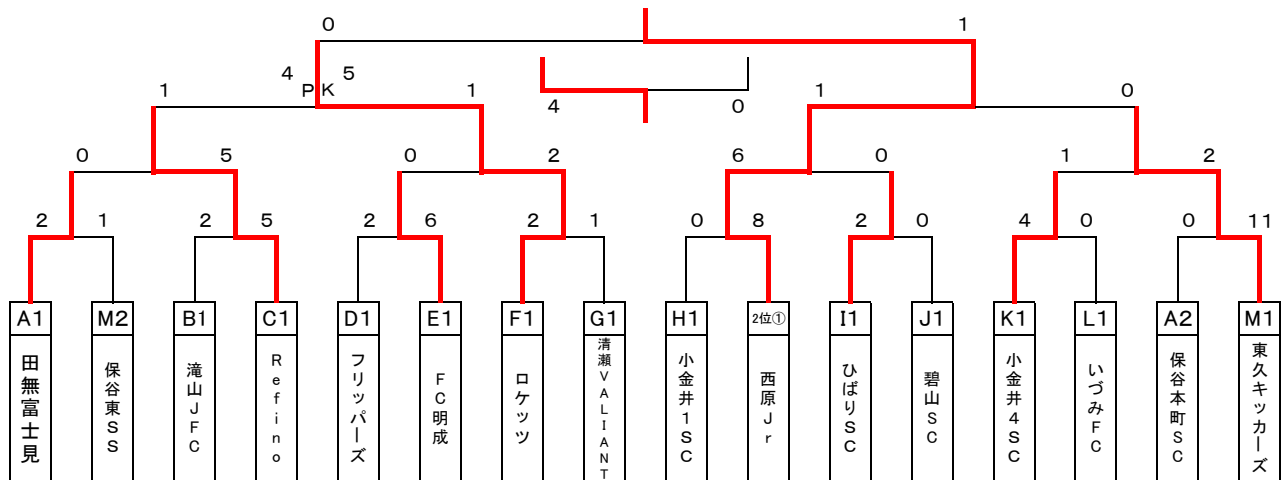 ０ １
４ ５
ＰＫ
１ １ １ ０
４ ０
０ ５ ０ ２ ６ ０ １ ２
２ １ ２ ５ ２ ６ ２ １ ０ ８ ２ ０ ４ ０ ０ 11
A1 M2 B1 C1 D1 E1 F1 G1 H1 2位① I1 J1 K1 L1 A2 M1
田無富士見
保谷東ＳＳ
滝山ＪＦＣ
Ｒｅｆｉｎｏ
フリッパーズ
ＦＣ明成
ロケッツ
清瀬ＶＡＬＩＡＮＴ
小金井１ＳＣ
西原Ｊｒ
ひばりＳＣ
碧山ＳＣ
小金井４ＳＣ
いづみＦＣ
保谷本町ＳＣ
東久キッカーズ